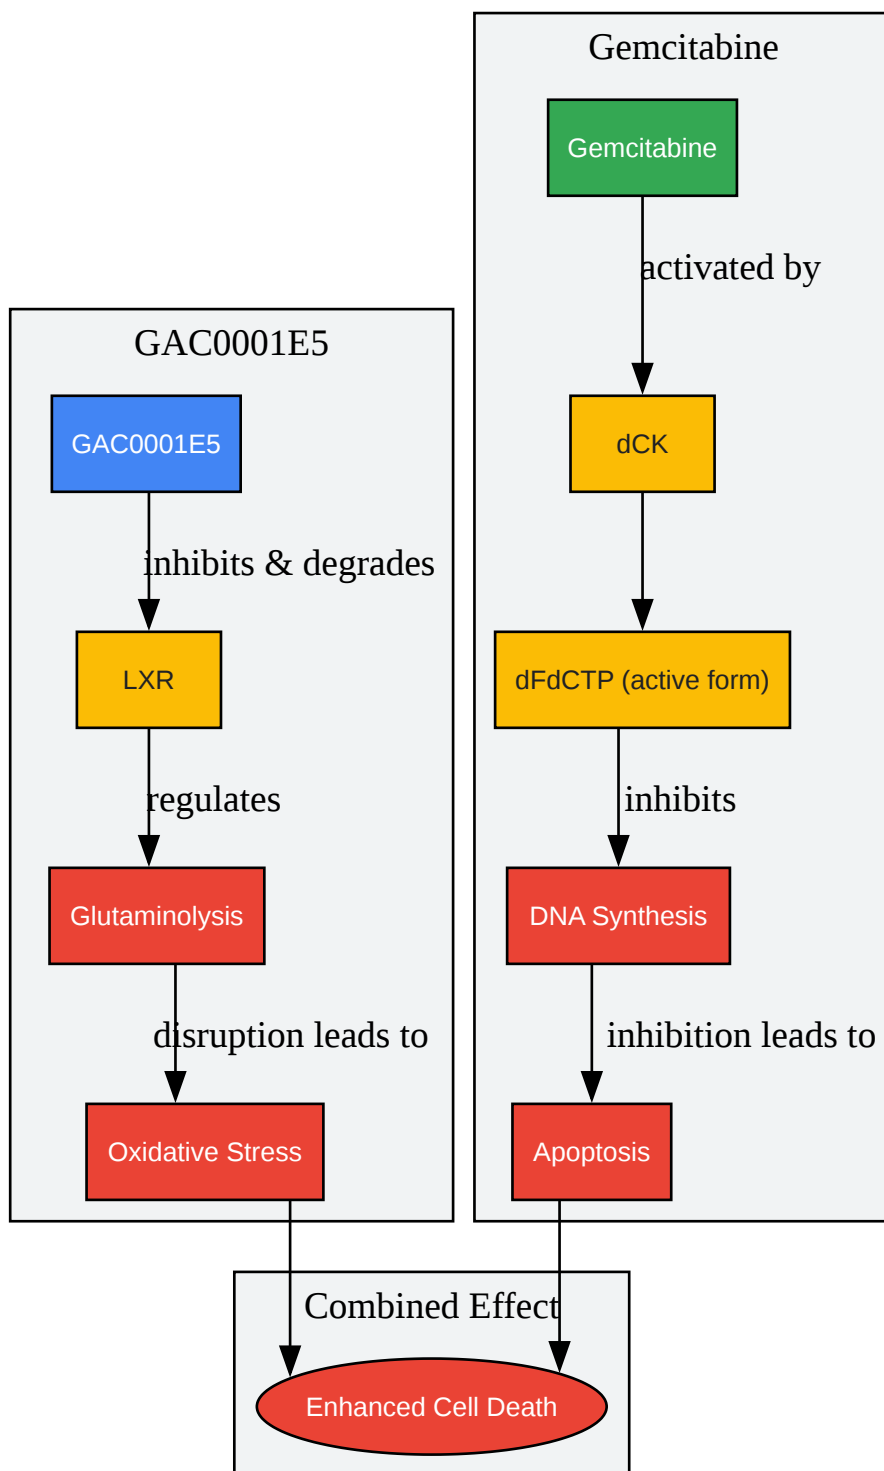 Gemcitabine
Gemcitabine
activated by
dCK
dFdCTP (active form)
inhibits
DNA Synthesis
inhibition leads to
Apoptosis
GAC0001E5
GAC0001E5
inhibits & degrades
LXR
regulates
Glutaminolysis
disruption leads to
Oxidative Stress
Combined Effect
Enhanced Cell Death